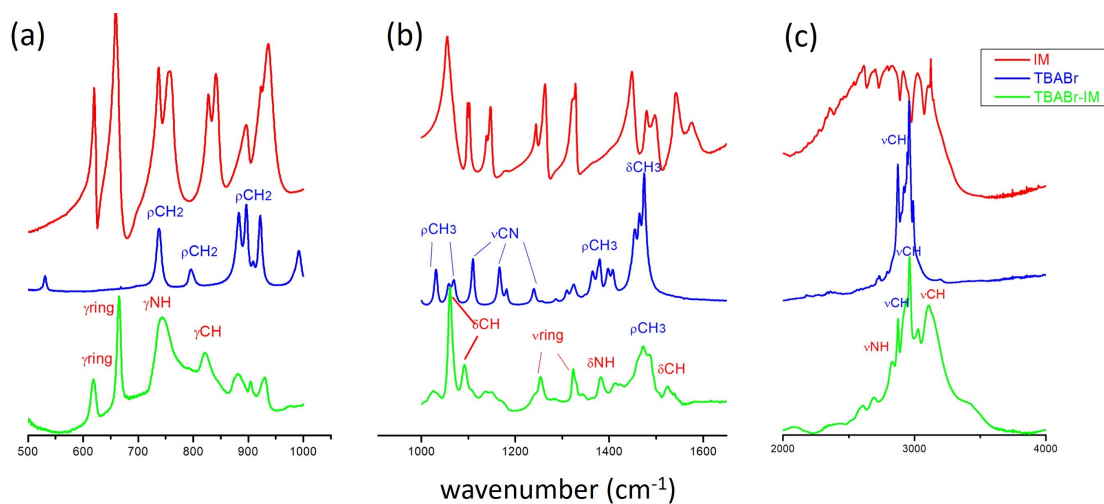 (a)
(b)
(c)
IM
TBABr
TBABr-IM
ρCH2
ρCH2
ρCH2
γring
γring
γNH
γCH
500 600 700 800 900 1000
ρCH3
νCN
ρCH3
δCH3
δCH
νring
δNH
ρCH3
δCH
1000 1200 1400 1600
νCH
νCH
νCH
νCH
νNH
2000 3000 4000
wavenumber (cm⁻¹)